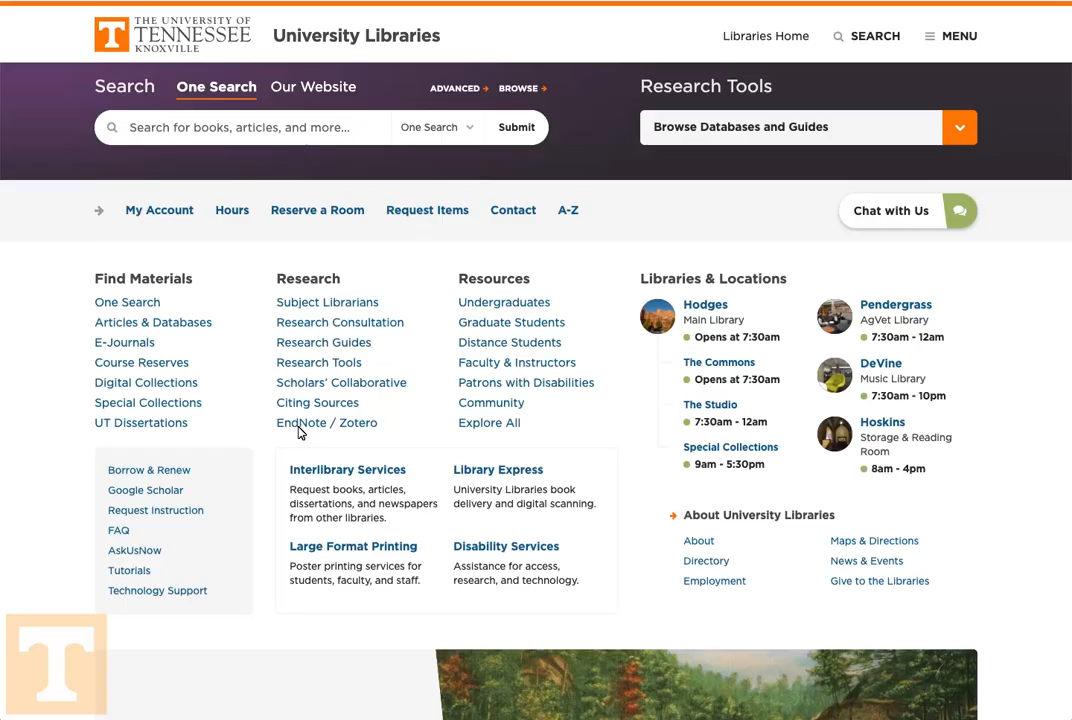 THE UNIVERSITY OF
TENNESSEE
KNOXVILLE
University Libraries
Libraries Home
SEARCH
MENU
Search
One Search
Our Website
ADVANCED
BROWSE
Search for books, articles, and more...
One Search
Submit
Research Tools
Browse Databases and Guides
My Account
Hours
Reserve a Room
Request Items
Contact
A-Z
Chat with Us
Find Materials
One Search
Articles & Databases
E-Journals
Course Reserves
Digital Collections
Special Collections
UT Dissertations
Research
Subject Librarians
Research Consultation
Research Guides
Research Tools
Scholars' Collaborative
Citing Sources
EndNote / Zotero
Resources
Undergraduates
Graduate Students
Distance Students
Faculty & Instructors
Patrons with Disabilities
Community
Explore All
Borrow & Renew
Google Scholar
Request Instruction
FAQ
AskUsNow
Tutorials
Technology Support
Interlibrary Services
Request books, articles,
dissertations, and newspapers
from other libraries.
Library Express
University Libraries book
delivery and digital scanning.
Large Format Printing
Poster printing services for
students, faculty, and staff.
Disability Services
Assistance for access,
research, and technology.
Libraries & Locations
Hodges
Main Library
Opens at 7:30am
The Commons
Opens at 7:30am
The Studio
7:30am - 12am
Special Collections
9am - 5:30pm
Pendergrass
AgVet Library
7:30am - 12am
DeVine
Music Library
7:30am - 10pm
Hoskins
Storage & Reading
Room
8am - 4pm
About University Libraries
About
Directory
Employment
Maps & Directions
News & Events
Give to the Libraries
T